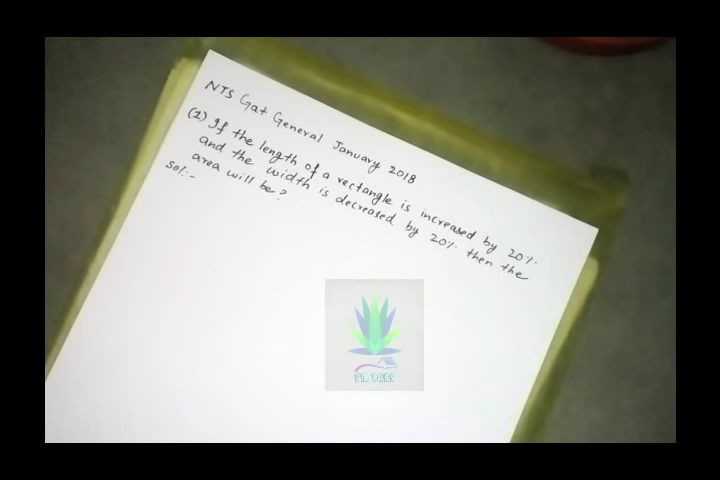 NTS Gat General January 2018
(1) If the length of a rectangle is increased by 20%
and the width is decreased by 20% then the
area will be?
Sol:-